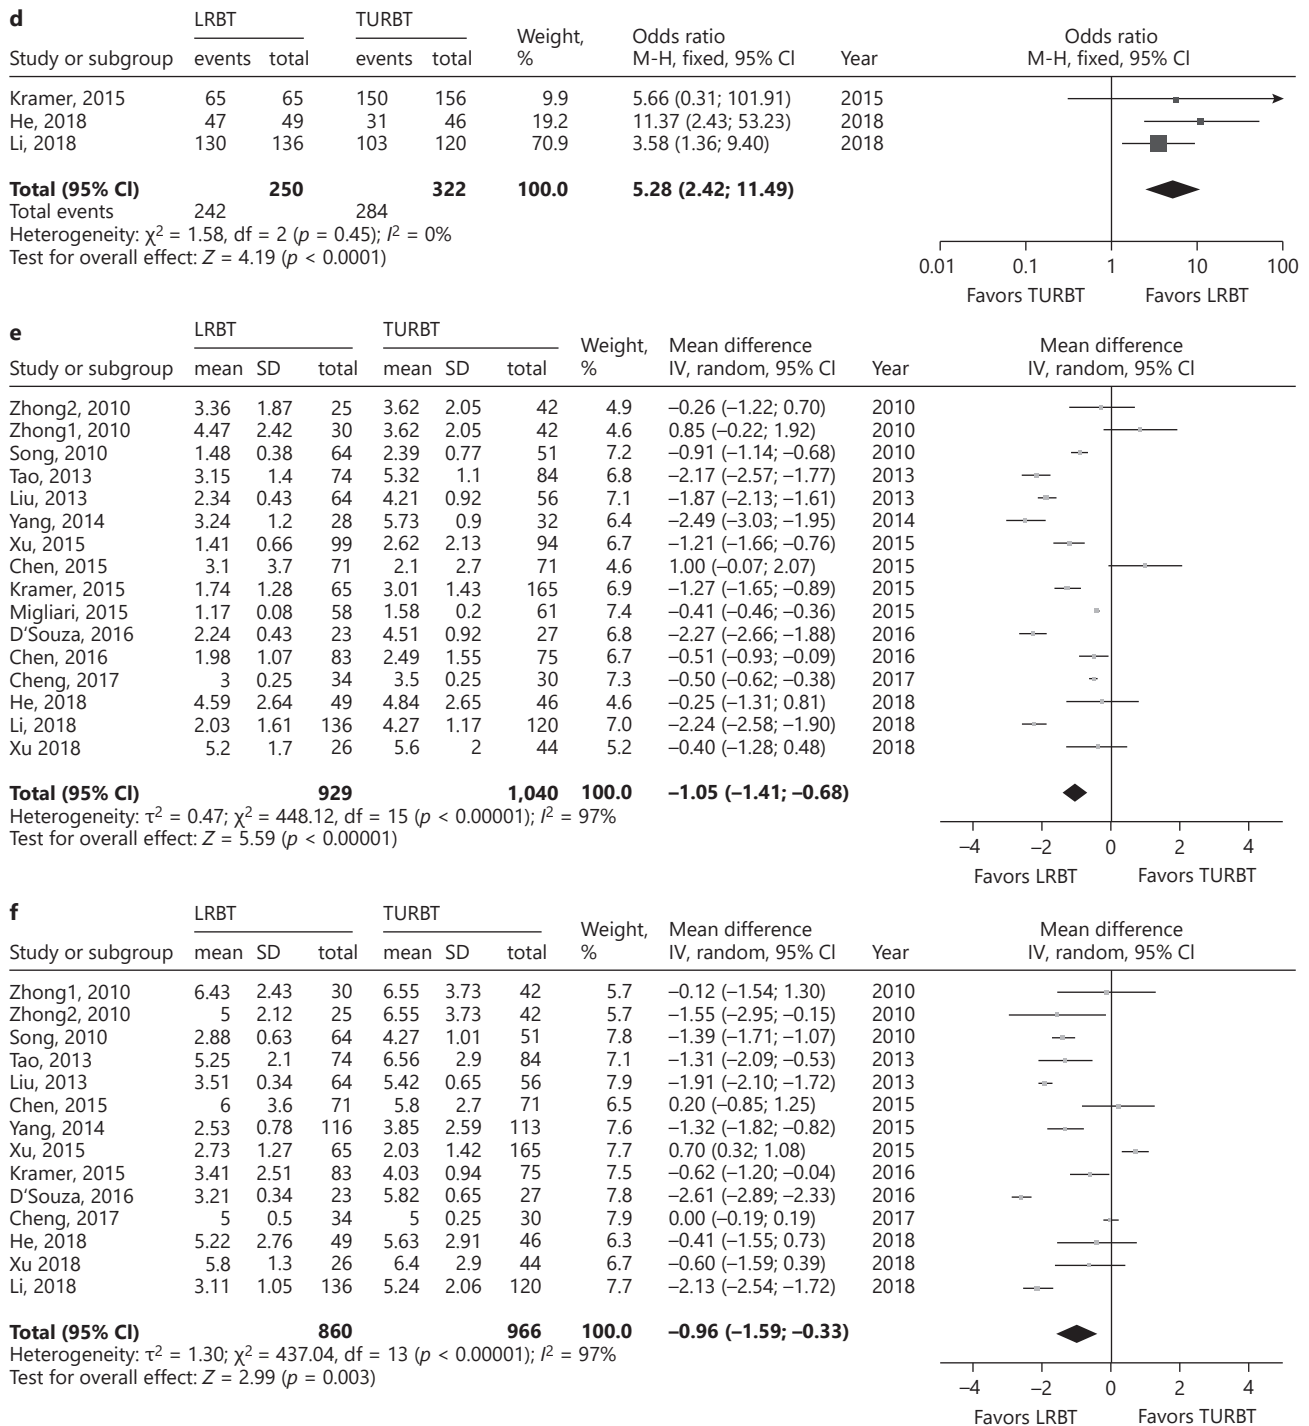 d LRBT TURBT Weight, % Odds ratio M-H, fixed, 95% CI Year Odds ratio M-H, fixed, 95% CI
Study or subgroup events total events total
Kramer, 2015 65 65 150 156 9.9 5.66 (0.31; 101.91) 2015
He, 2018 47 49 31 46 19.2 11.37 (2.43; 53.23) 2018
Li, 2018 130 136 103 120 70.9 3.58 (1.36; 9.40) 2018
Total (95% CI) 250 322 100.0 5.28 (2.42; 11.49)
Total events 242 284
Heterogeneity: χ² = 1.58, df = 2 (p = 0.45); I² = 0%
Test for overall effect: Z = 4.19 (p < 0.0001)
0.01 0.1 1 10 100
Favors TURBT Favors LRBT
e LRBT TURBT Weight, % Mean difference IV, random, 95% CI Year Mean difference IV, random, 95% CI
Study or subgroup mean SD total mean SD total
Zhong2, 2010 3.36 1.87 25 3.62 2.05 42 4.9 –0.26 (–1.22; 0.70) 2010
Zhong1, 2010 4.47 2.42 30 3.62 2.05 42 4.6 0.85 (–0.22; 1.92) 2010
Song, 2010 1.48 0.38 64 2.39 0.77 51 7.2 –0.91 (–1.14; –0.68) 2010
Tao, 2013 3.15 1.4 74 5.32 1.1 84 6.8 –2.17 (–2.57; –1.77) 2013
Liu, 2013 2.34 0.43 64 4.21 0.92 56 7.1 –1.87 (–2.13; –1.61) 2013
Yang, 2014 3.24 1.2 28 5.73 0.9 32 6.4 –2.49 (–3.03; –1.95) 2014
Xu, 2015 1.41 0.66 99 2.62 2.13 94 6.7 –1.21 (–1.66; –0.76) 2015
Chen, 2015 3.1 3.7 71 2.1 2.7 71 4.6 1.00 (–0.07; 2.07) 2015
Kramer, 2015 1.74 1.28 65 3.01 1.43 165 6.9 –1.27 (–1.65; –0.89) 2015
Migliari, 2015 1.17 0.08 58 1.58 0.2 61 7.4 –0.41 (–0.46; –0.36) 2015
D'Souza, 2016 2.24 0.43 23 4.51 0.92 27 6.8 –2.27 (–2.66; –1.88) 2016
Chen, 2016 1.98 1.07 83 2.49 1.55 75 6.7 –0.51 (–0.93; –0.09) 2016
Cheng, 2017 3 0.25 34 3.5 0.25 30 7.3 –0.50 (–0.62; –0.38) 2017
He, 2018 4.59 2.64 49 4.84 2.65 46 4.6 –0.25 (–1.31; 0.81) 2018
Li, 2018 2.03 1.61 136 4.27 1.17 120 7.0 –2.24 (–2.58; –1.90) 2018
Xu 2018 5.2 1.7 26 5.6 2 44 5.2 –0.40 (–1.28; 0.48) 2018
Total (95% CI) 929 1,040 100.0 –1.05 (–1.41; –0.68)
Heterogeneity: τ² = 0.47; χ² = 448.12, df = 15 (p < 0.00001); I² = 97%
Test for overall effect: Z = 5.59 (p < 0.00001)
–4 –2 0 2 4
Favors LRBT Favors TURBT
f LRBT TURBT Weight, % Mean difference IV, random, 95% CI Year Mean difference IV, random, 95% CI
Study or subgroup mean SD total mean SD total
Zhong1, 2010 6.43 2.43 30 6.55 3.73 42 5.7 –0.12 (–1.54; 1.30) 2010
Zhong2, 2010 5 2.12 25 6.55 3.73 42 5.7 –1.55 (–2.95; –0.15) 2010
Song, 2010 2.88 0.63 64 4.27 1.01 51 7.8 –1.39 (–1.71; –1.07) 2010
Tao, 2013 5.25 2.1 74 6.56 2.9 84 7.1 –1.31 (–2.09; –0.53) 2013
Liu, 2013 3.51 0.34 64 5.42 0.65 56 7.9 –1.91 (–2.10; –1.72) 2013
Chen, 2015 6 3.6 71 5.8 2.7 71 6.5 0.20 (–0.85; 1.25) 2015
Yang, 2014 2.53 0.78 116 3.85 2.59 113 7.6 –1.32 (–1.82; –0.82) 2015
Xu, 2015 2.73 1.27 65 2.03 1.42 165 7.7 0.70 (0.32; 1.08) 2015
Kramer, 2015 3.41 2.51 83 4.03 0.94 75 7.5 –0.62 (–1.20; –0.04) 2016
D'Souza, 2016 3.21 0.34 23 5.82 0.65 27 7.8 –2.61 (–2.89; –2.33) 2016
Cheng, 2017 5 0.5 34 5 0.25 30 7.9 0.00 (–0.19; 0.19) 2017
He, 2018 5.22 2.76 49 5.63 2.91 46 6.3 –0.41 (–1.55; 0.73) 2018
Xu 2018 5.8 1.3 26 6.4 2.9 44 6.7 –0.60 (–1.59; 0.39) 2018
Li, 2018 3.11 1.05 136 5.24 2.06 120 7.7 –2.13 (–2.54; –1.72) 2018
Total (95% CI) 860 966 100.0 –0.96 (–1.59; –0.33)
Heterogeneity: τ² = 1.30; χ² = 437.04, df = 13 (p < 0.00001); I² = 97%
Test for overall effect: Z = 2.99 (p = 0.003)
–4 –2 0 2 4
Favors LRBT Favors TURBT